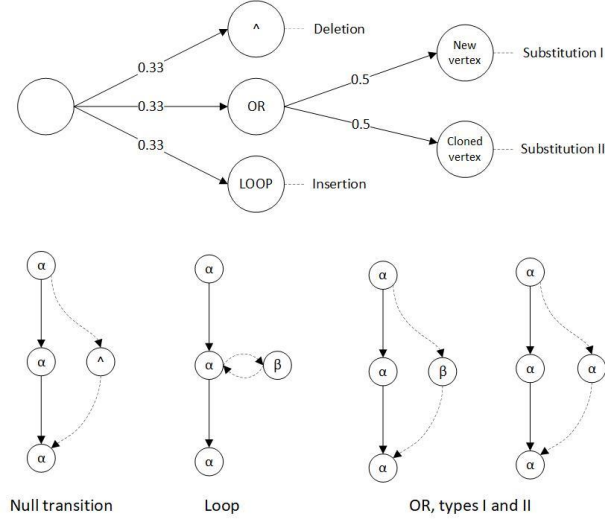 ^
Deletion
0.33
New
vertex
Substitution I
0.5
0.33
OR
0.5
0.33
Cloned
vertex
Substitution II
LOOP
Insertion
α
α
α
α
α
^
α
β
α
β
α
α
α
α
α
α
Null transition
Loop
OR, types I and II